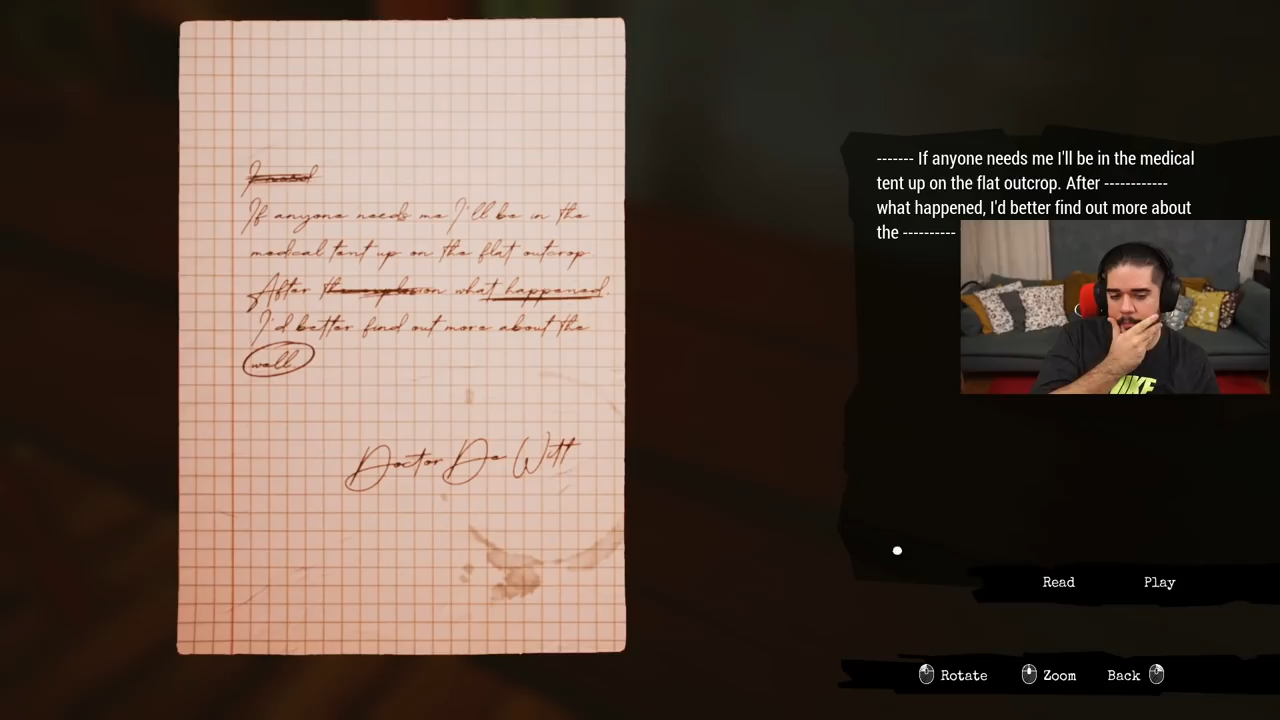 If anyone needs me I'll be in the
medical tent up on the flat outcrop
After the explosion what happened.
I'd better find out more about the
wall
Doctor De Witt
------- If anyone needs me I'll be in the medical
tent up on the flat outcrop. After ------------
what happened, I'd better find out more about
the ----------
Read
Play
Rotate
Zoom
Back